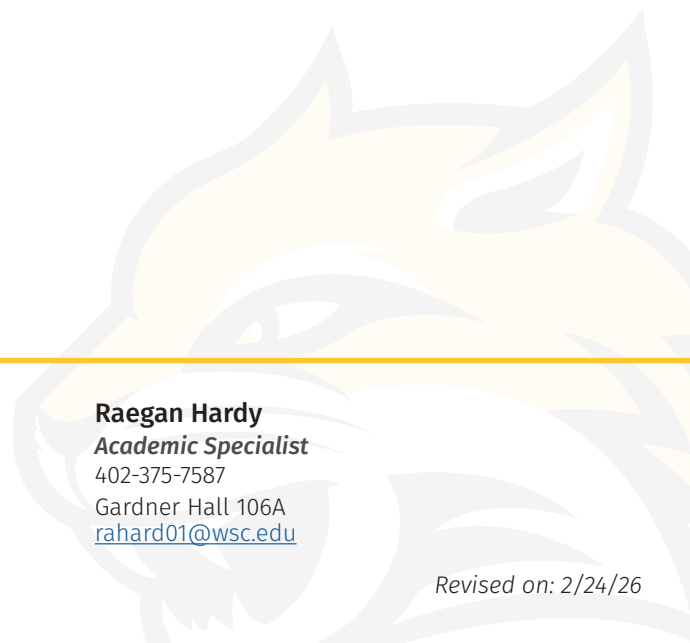 Raegan Hardy
Academic Specialist
402-375-7587
Gardner Hall 106A
rahard01@wsc.edu
Revised on: 2/24/26